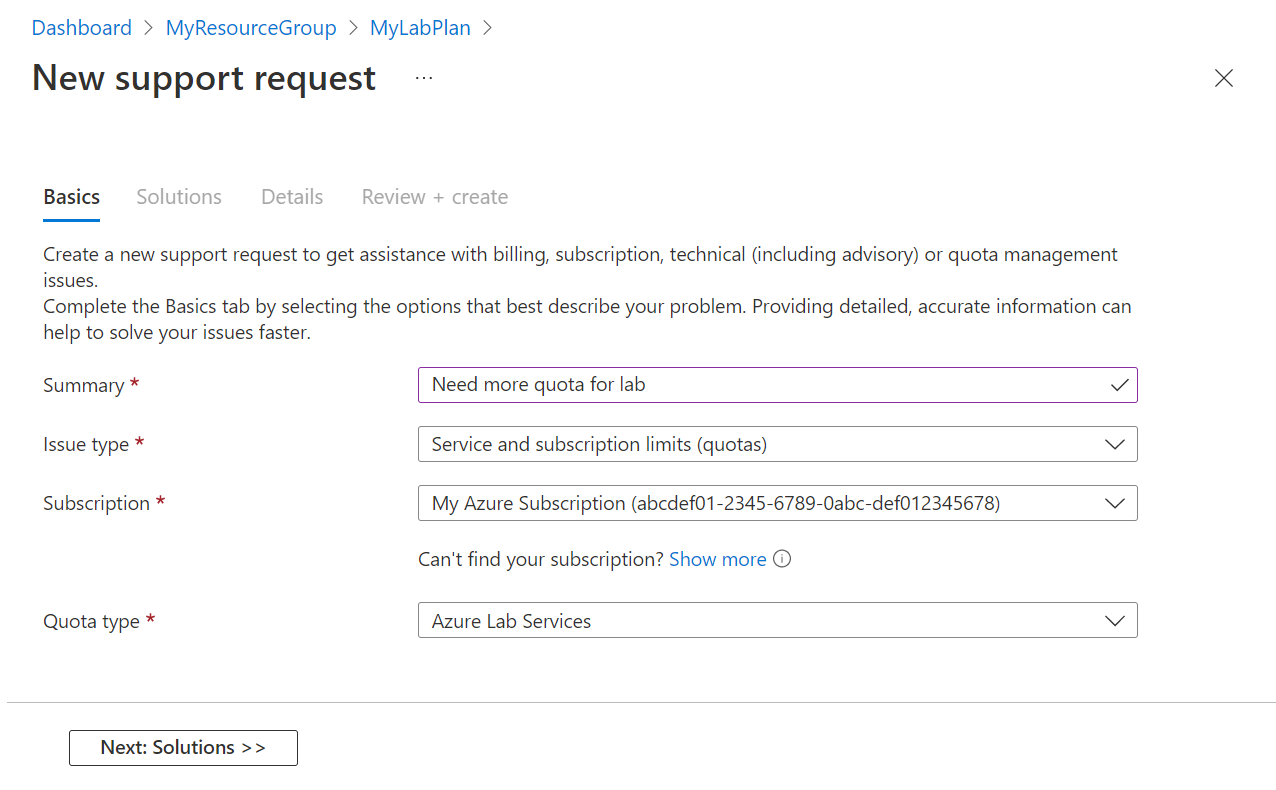 Dashboard > MyResourceGroup > MyLabPlan >
New support request ...
Basics Solutions Details Review + create
Create a new support request to get assistance with billing, subscription, technical (including advisory) or quota management
issues.
Complete the Basics tab by selecting the options that best describe your problem. Providing detailed, accurate information can
help to solve your issues faster.
Summary * Need more quota for lab
Issue type * Service and subscription limits (quotas)
Subscription * My Azure Subscription (abcdef01-2345-6789-0abc-def012345678)
Can't find your subscription? Show more
Quota type * Azure Lab Services
Next: Solutions >>